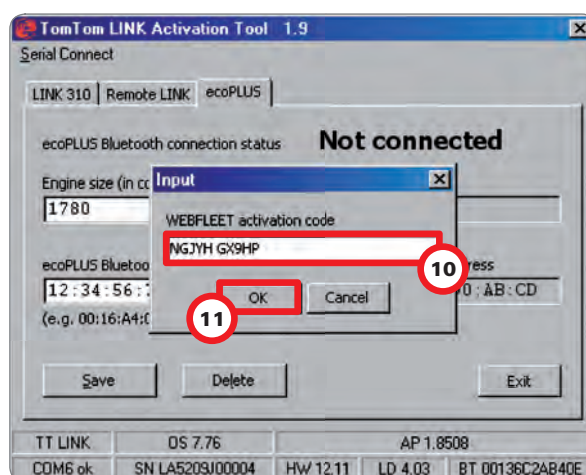 TomTom LINK Activation Tool 1.9
Serial Connect
LINK 310 Remote LINK ecoPLUS
ecoPLUS Bluetooth connection status Not connected
Engine size (in cc
Input
1780
WEBFLEET activation code
NGJYH GX9HP
10
ecoPLUS Bluetoo ress
12:34:56:7 0:AB:CD
OK Cancel
11
(e.g. 00:16:A4:0
Save Delete Exit
TT LINK OS 7.76 AP 1.8508
COM6 ok SN LA5209J00004 HW 12.11 LD 4.03 BT 00136C2AB40E